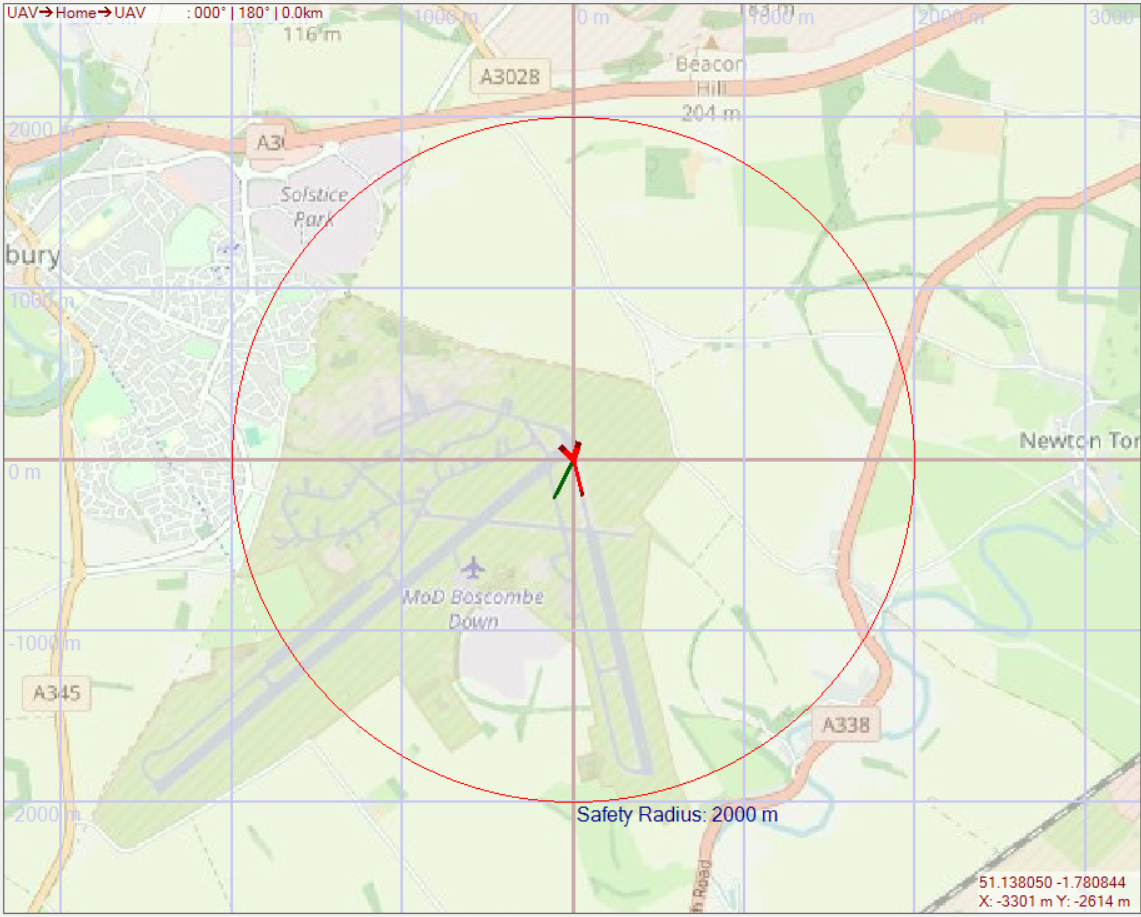 UAV→Home→UAV : 000° | 180° | 0.0km
-1000 m
0 m
1000 m
2000 m
3000
183 m
116 m
A3028
Beacon
Hill
204 m
2000 m
A30
Solstice
Park
bury
1000 m
Newton Ton
0 m
MoD Boscombe
Down
-1000 m
A345
A338
2000 m
Safety Radius: 2000 m
h Road
51.138050 -1.780844
X: -3301 m Y: -2614 m